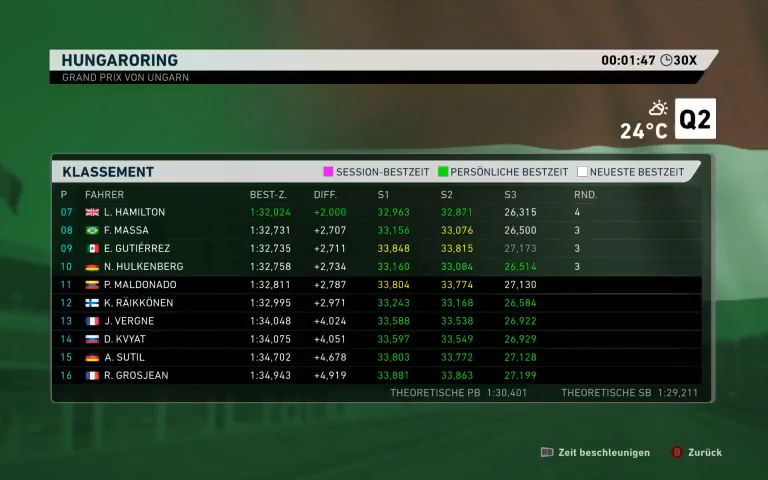 HUNGARORING 00:01:47 30X
GRAND PRIX VON UNGARN
24°C Q2
KLASSEMENT SESSION-BESTZEIT PERSÖNLICHE BESTZEIT NEUESTE BESTZEIT
P FAHRER BEST-Z. DIFF. S1 S2 S3 RND.
07 L. HAMILTON 1:32,024 +2,000 32,963 32,871 26,315 4
08 F. MASSA 1:32,731 +2,707 33,156 33,076 26,500 3
09 E. GUTIÉRREZ 1:32,735 +2,711 33,848 33,815 27,173 3
10 N. HULKENBERG 1:32,758 +2,734 33,160 33,084 26,514 3
11 P. MALDONADO 1:32,811 +2,787 33,804 33,774 27,130
12 K. RÄIKKÖNEN 1:32,995 +2,971 33,243 33,168 26,584
13 J. VERGNE 1:34,048 +4,024 33,588 33,538 26,922
14 D. KVYAT 1:34,075 +4,051 33,597 33,549 26,929
15 A. SUTIL 1:34,702 +4,678 33,803 33,772 27,128
16 R. GROSJEAN 1:34,943 +4,919 33,881 33,863 27,199
THEORETISCHE PB 1:30,401 THEORETISCHE SB 1:29,211
RB Zeit beschleunigen B Zurück